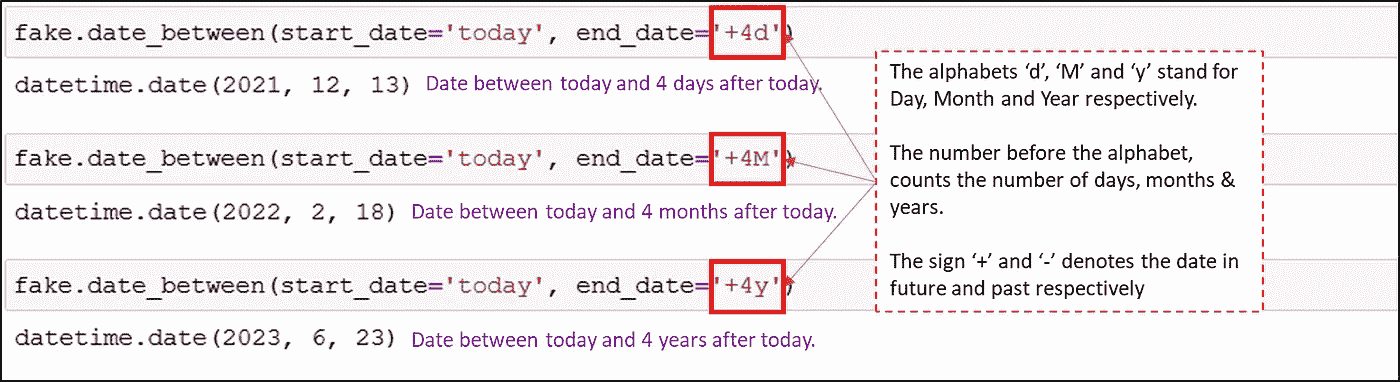 fake.date_between(start_date='today', end_date='+4d')
datetime.date(2021, 12, 13) Date between today and 4 days after today.
fake.date_between(start_date='today', end_date='+4M')
datetime.date(2022, 2, 18) Date between today and 4 months after today.
fake.date_between(start_date='today', end_date='+4y')
datetime.date(2023, 6, 23) Date between today and 4 years after today.
The alphabets ‘d’, ‘M’ and ‘y’ stand for
Day, Month and Year respectively.
The number before the alphabet,
counts the number of days, months &
years.
The sign ‘+’ and ‘-’ denotes the date in
future and past respectively